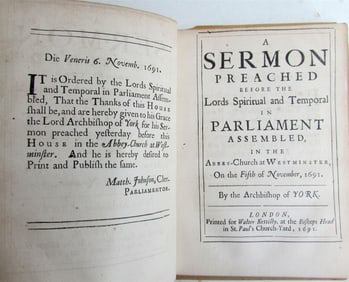 Die Veneris 6. Novemb. 1691.
IT is Ordered by the Lords Spiritual
and Temporal in Parliament Assem-
bled, That the Thanks of this HOUSE
shall be, and are hereby given to his Grace
the Lord Archbishop of York for his Ser-
mon preached yesterday before this
HOUSE in the Abbey-Church at West-
minster. And he is hereby desired to
Print and Publish the same.
Matth. Johnson, Cler.
PARLIAMENTOR.
A
SERMON
PREACHED
BEFORE THE
Lords Spiritual and Temporal
IN
PARLIAMENT
ASSEMBLED,
IN THE
ABBEY-Church at WESTMINSTER,
On the Fifth of November, 1691.
By the Archbishop of YORK.
LONDON,
Printed for Walter Kettilby, at the Bishops Head
in St. Paul's Church-Yard, 1691.